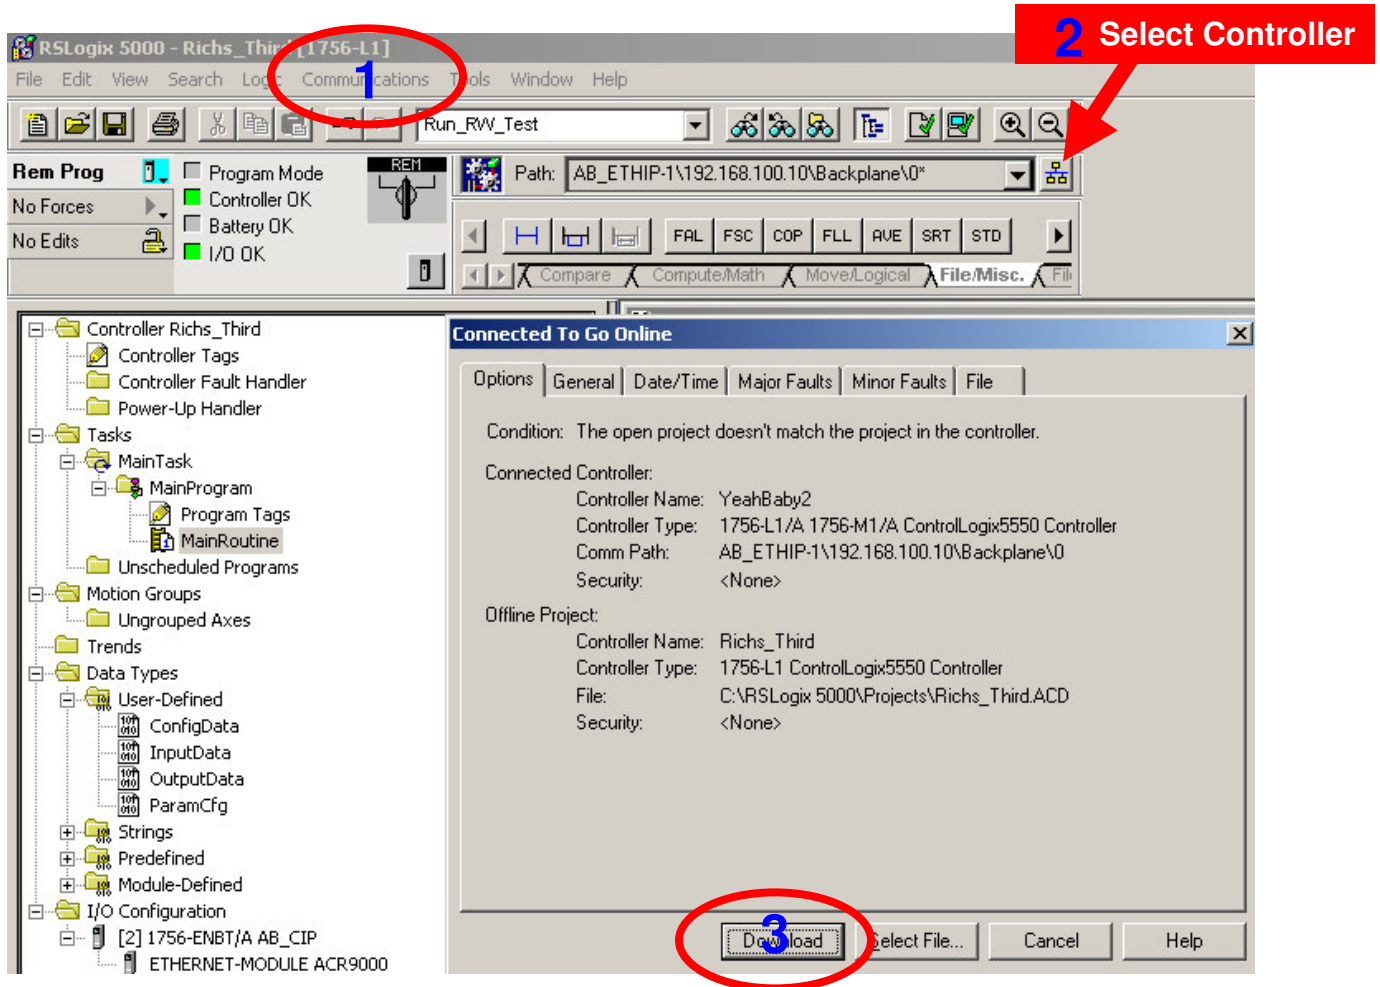 2 Select Controller
RSLogix 5000 - Richs_Third [1756-L1]
1
File Edit View Search Logic Communications Tools Window Help
Run_RW_Test
Rem Prog
No Forces
No Edits
Program Mode
Controller OK
Battery OK
I/O OK
REM
Path: AB_ETHIP-1\192.168.100.10\Backplane\0*
FAL FSC COP FLL AVE SRT STD
Compare Compute/Math Move/Logical File/Misc. Fil
Controller Richs_Third
Controller Tags
Controller Fault Handler
Power-Up Handler
Tasks
MainTask
MainProgram
Program Tags
MainRoutine
Unscheduled Programs
Motion Groups
Ungrouped Axes
Trends
Data Types
User-Defined
ConfigData
InputData
OutputData
ParamCfg
Strings
Predefined
Module-Defined
I/O Configuration
[2] 1756-ENBT/A AB_CIP
ETHERNET-MODULE ACR9000
Connected To Go Online
Options General Date/Time Major Faults Minor Faults File
Condition: The open project doesn't match the project in the controller.
Connected Controller:
Controller Name: YeahBaby2
Controller Type: 1756-L1/A 1756-M1/A ControlLogix5550 Controller
Comm Path: AB_ETHIP-1\192.168.100.10\Backplane\0
Security: <None>
Offline Project:
Controller Name: Richs_Third
Controller Type: 1756-L1 ControlLogix5550 Controller
File: C:\RSLogix 5000\Projects\Richs_Third.ACD
Security: <None>
3
Download Select File... Cancel Help